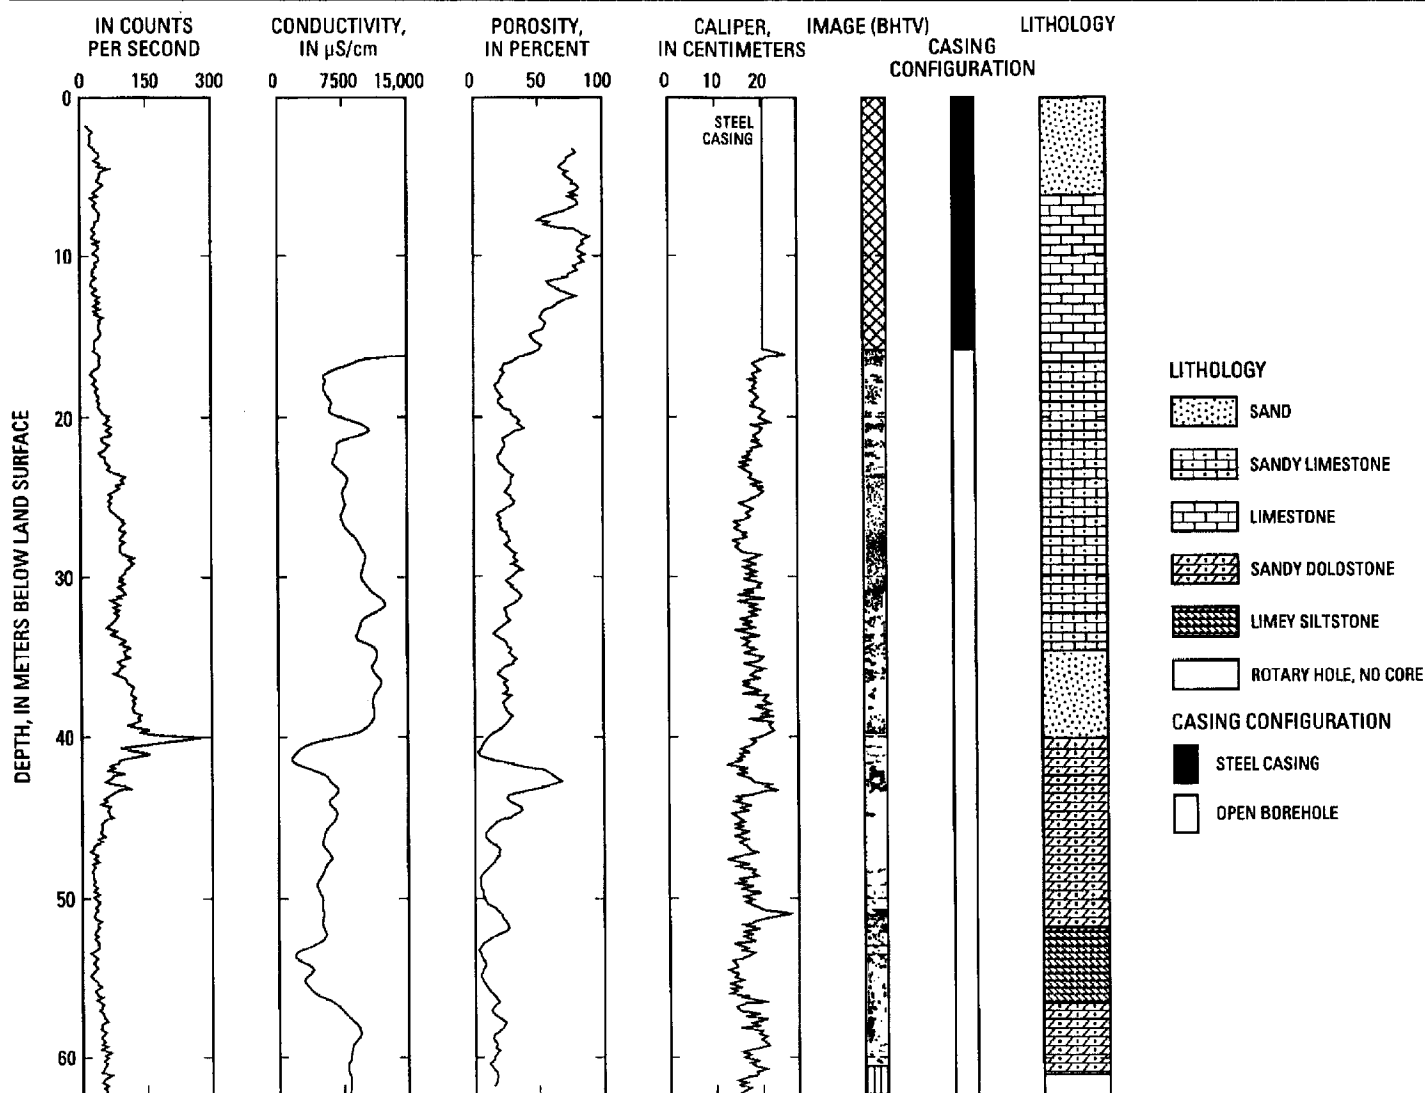 IN COUNTS
PER SECOND
0 150 300
CONDUCTIVITY,
IN µS/cm
0 7500 15,000
POROSITY,
IN PERCENT
0 50 100
CALIPER,
IN CENTIMETERS
0 10 20
IMAGE (BHTV)
CASING
CONFIGURATION
LITHOLOGY
STEEL
CASING
DEPTH, IN METERS BELOW LAND SURFACE
0
10
20
30
40
50
60
LITHOLOGY
SAND
SANDY LIMESTONE
LIMESTONE
SANDY DOLOSTONE
LIMEY SILTSTONE
ROTARY HOLE, NO CORE
CASING CONFIGURATION
STEEL CASING
OPEN BOREHOLE